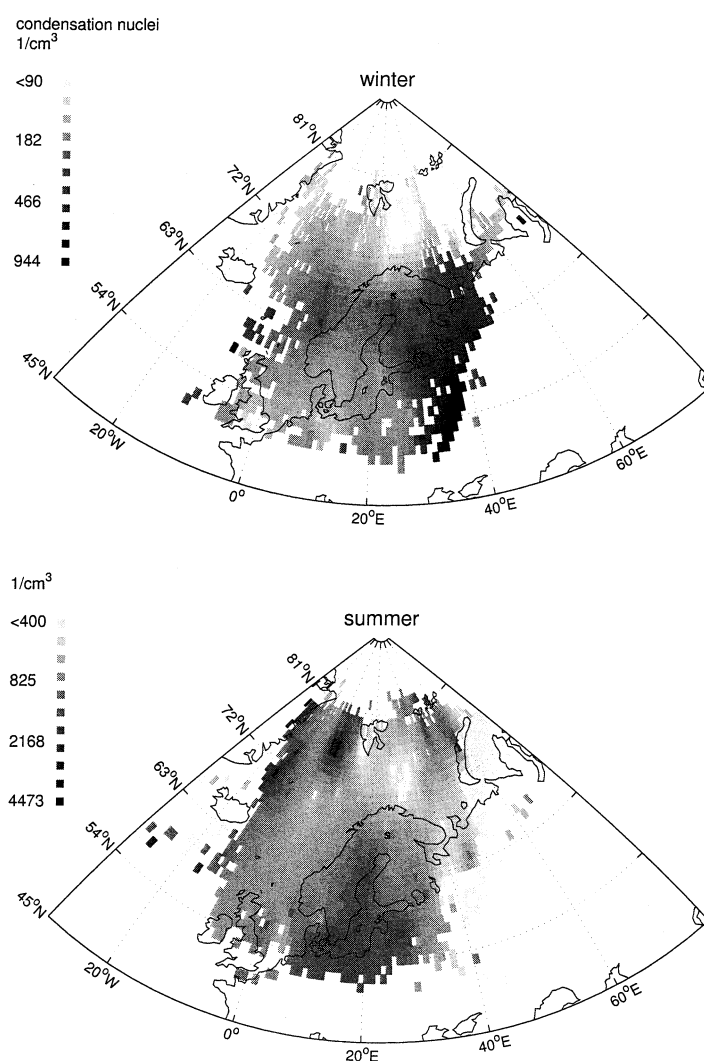 condensation nuclei
1/cm³
<90
182
466
944
winter
81°N
72°N
63°N
54°N
45°N
20°W
0°
20°E
40°E
60°E
s
1/cm³
<400
825
2168
4473
summer
81°N
72°N
63°N
54°N
45°N
20°W
0°
20°E
40°E
60°E
s